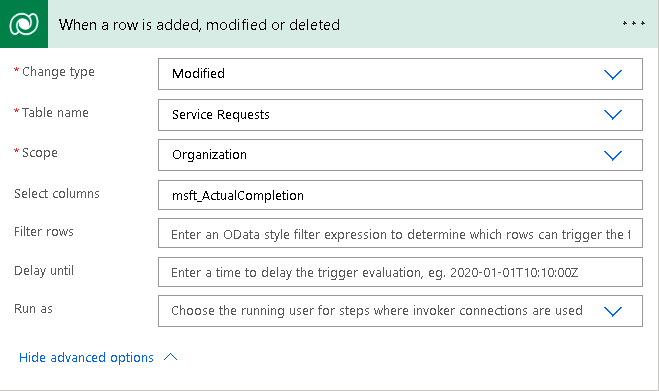 When a row is added, modified or deleted
* Change type Modified
* Table name Service Requests
* Scope Organization
Select columns msft_ActualCompletion
Filter rows Enter an OData style filter expression to determine which rows can trigger the f
Delay until Enter a time to delay the trigger evaluation, eg. 2020-01-01T10:10:00Z
Run as Choose the running user for steps where invoker connections are used
Hide advanced options